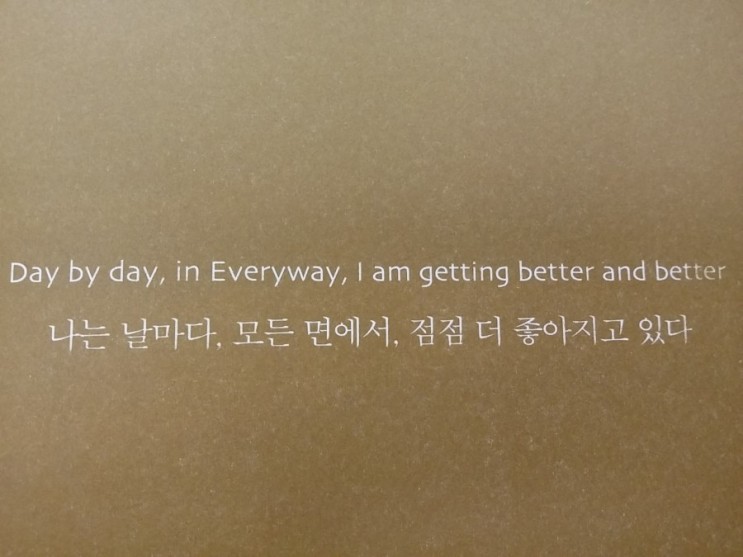 Day by day, in Everyway, I am getting better and better
나는 날마다, 모든 면에서, 점점 더 좋아지고 있다